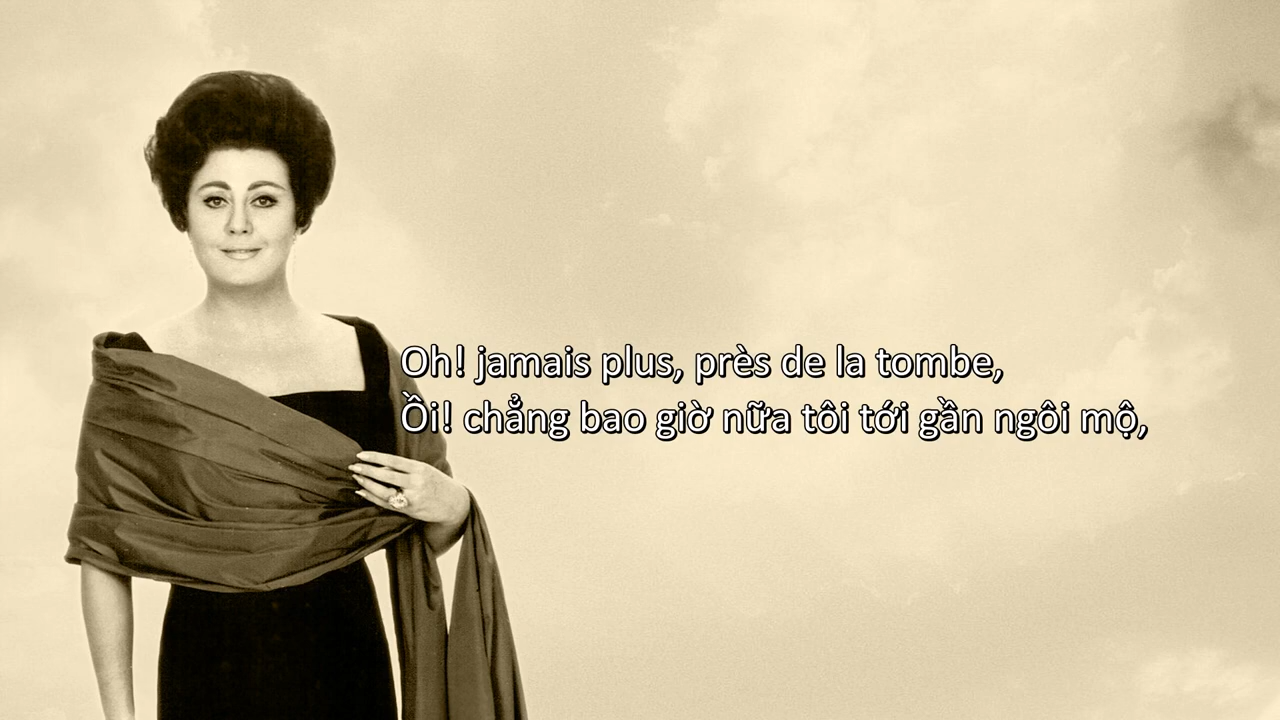 Oh! jamais plus, près de la tombe,
Ồi! chẳng bao giờ nữa tôi tới gần ngôi mộ,